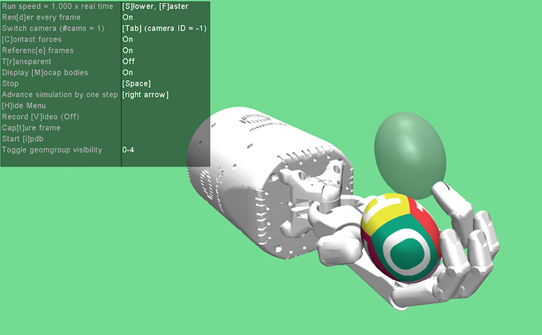 Run speed = 1.000 x real time [S]lower, [F]aster
Ren[d]er every frame On
Switch camera (#cams = 1) [Tab] (camera ID = -1)
[C]ontact forces On
Referenc[e] frames On
T[r]ansparent Off
Display [M]ocap bodies On
Stop [Space]
Advance simulation by one step [right arrow]
[H]ide Menu
Record [V]ideo (Off)
Cap[t]ure frame
Start [i]pdb
Toggle geomgroup visibility 0-4